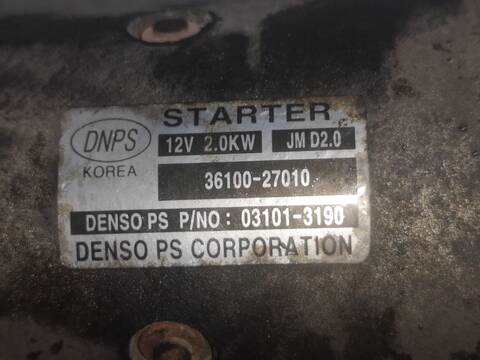 STARTER
DNPS
12V 2.0KW JM D2.0
KOREA
36100-27010
DENSO PS P/NO : 03101-3190
DENSO PS CORPORATION